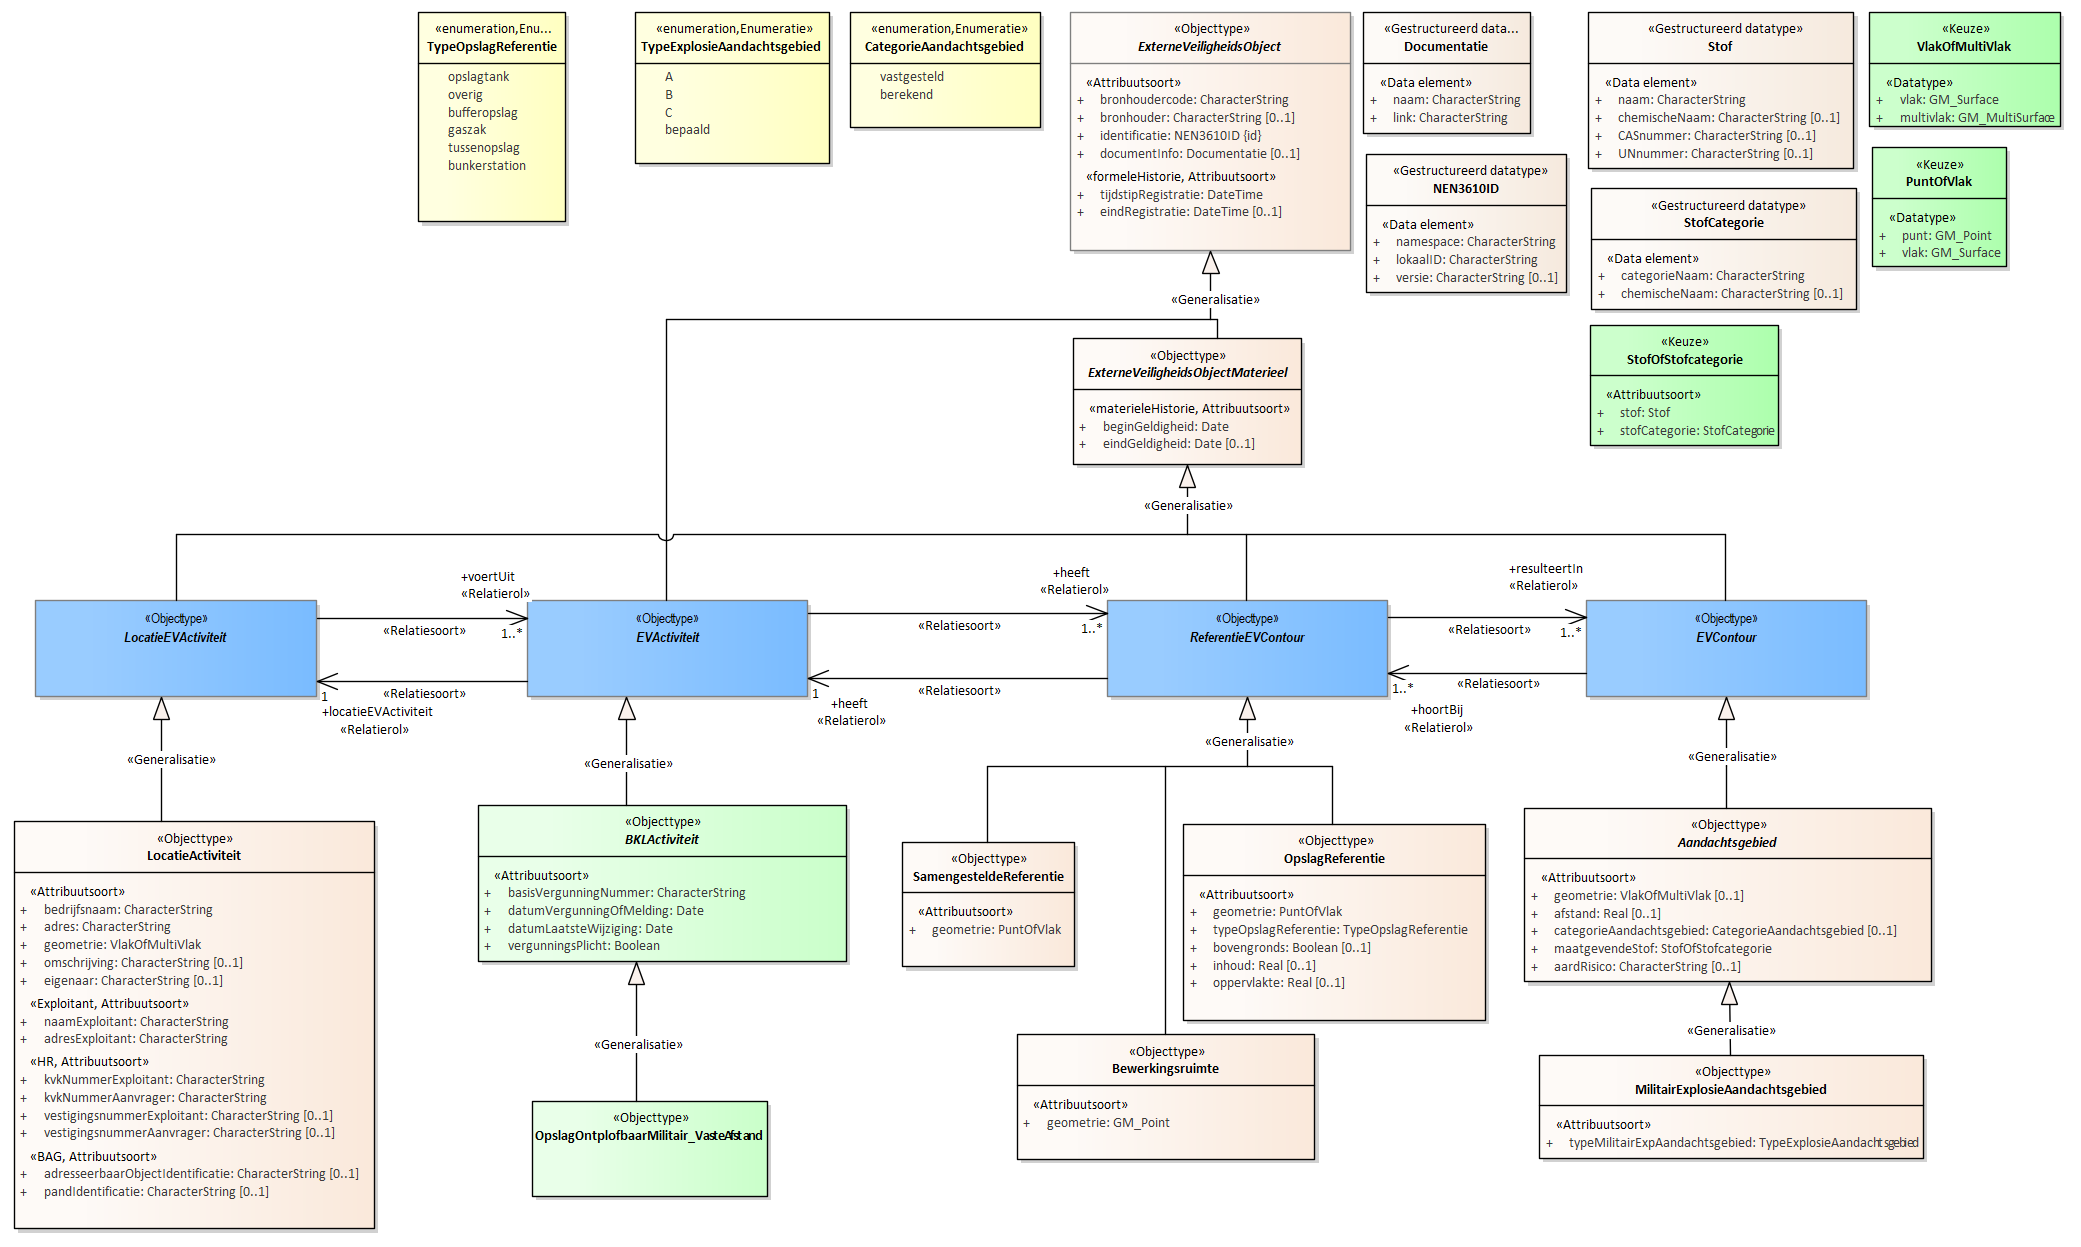 «enumeration,Enu...
TypeOpslagReferentie
opslagtank
overig
bufferopslag
gaszak
tussenopslag
bunkerstation
«enumeration,Enumeratie»
TypeExplosieAandachtsgebied
A
B
C
bepaald
«enumeration,Enumeratie»
CategorieAandachtsgebied
vastgesteld
berekend
«Objecttype»
ExterneVeiligheidsObject
«Attribuutsoort»
+ bronhoudercode: CharacterString
+ bronhouder: CharacterString [0..1]
+ identificatie: NEN3610ID {id}
+ documentInfo: Documentatie [0..1]
«formeleHistorie, Attribuutsoort»
+ tijdstipRegistratie: DateTime
+ eindRegistratie: DateTime [0..1]
«Gestructureerd data...
Documentatie
«Data element»
+ naam: CharacterString
+ link: CharacterString
«Gestructureerd datatype»
NEN3610ID
«Data element»
+ namespace: CharacterString
+ lokaalID: CharacterString
+ versie: CharacterString [0..1]
«Gestructureerd datatype»
Stof
«Data element»
+ naam: CharacterString
+ chemischeNaam: CharacterString [0..1]
+ CASnummer: CharacterString [0..1]
+ UNnummer: CharacterString [0..1]
«Gestructureerd datatype»
StofCategorie
«Data element»
+ categorieNaam: CharacterString
+ chemischeNaam: CharacterString [0..1]
«Keuze»
StofOfStofcategorie
«Attribuutsoort»
+ stof: Stof
+ stofCategorie: StofCategorie
«Keuze»
VlakOfMultiVlak
«Datatype»
+ vlak: GM_Surface
+ multivlak: GM_MultiSurface
«Keuze»
PuntOfVlak
«Datatype»
+ punt: GM_Point
+ vlak: GM_Surface
«Generalisatie»
«Objecttype»
ExterneVeiligheidsObjectMaterieel
«materieleHistorie, Attribuutsoort»
+ beginGeldigheid: Date
+ eindGeldigheid: Date [0..1]
«Generalisatie»
«Objecttype»
LocatieEVActiviteit
+voertUit
«Relatierol»
«Relatiesoort»
1..*
«Relatiesoort»
1
+locatieEVActiviteit
«Relatierol»
«Objecttype»
EVActiviteit
+heeft
«Relatierol»
«Relatiesoort»
1..*
«Relatiesoort»
1
+heeft
«Relatierol»
«Objecttype»
ReferentieEVContour
+resulteertIn
«Relatierol»
«Relatiesoort»
1..*
«Relatiesoort»
1..*
+hoortBij
«Relatierol»
«Objecttype»
EVContour
«Generalisatie»
«Generalisatie»
«Generalisatie»
«Generalisatie»
«Objecttype»
LocatieActiviteit
«Attribuutsoort»
+ bedrijfsnaam: CharacterString
+ adres: CharacterString
+ geometrie: VlakOfMultiVlak
+ omschrijving: CharacterString [0..1]
+ eigenaar: CharacterString [0..1]
«Exploitant, Attribuutsoort»
+ naamExploitant: CharacterString
+ adresExploitant: CharacterString
«HR, Attribuutsoort»
+ kvkNummerExploitant: CharacterString
+ kvkNummerAanvrager: CharacterString
+ vestigingsnummerExploitant: CharacterString [0..1]
+ vestigingsnummerAanvrager: CharacterString [0..1]
«BAG, Attribuutsoort»
+ adresseerbaarObjectIdentificatie: CharacterString [0..1]
+ pandIdentificatie: CharacterString [0..1]
«Objecttype»
BKLActiviteit
«Attribuutsoort»
+ basisVergunningNummer: CharacterString
+ datumVergunningOfMelding: Date
+ datumLaatsteWijziging: Date
+ vergunningsPlicht: Boolean
«Generalisatie»
«Objecttype»
OpslagOntplofbaarMilitair_VasteAfstand
«Objecttype»
SamengesteldeReferentie
«Attribuutsoort»
+ geometrie: PuntOfVlak
«Objecttype»
OpslagReferentie
«Attribuutsoort»
+ geometrie: PuntOfVlak
+ typeOpslagReferentie: TypeOpslagReferentie
+ bovengronds: Boolean [0..1]
+ inhoud: Real [0..1]
+ oppervlakte: Real [0..1]
«Objecttype»
Bewerkingsruimte
«Attribuutsoort»
+ geometrie: GM_Point
«Objecttype»
Aandachtsgebied
«Attribuutsoort»
+ geometrie: VlakOfMultiVlak [0..1]
+ afstand: Real [0..1]
+ categorieAandachtsgebied: CategorieAandachtsgebied [0..1]
+ maatgevendeStof: StofOfStofcategorie
+ aardRisico: CharacterString [0..1]
«Generalisatie»
«Objecttype»
MilitairExplosieAandachtsgebied
«Attribuutsoort»
+ typeMilitairExpAandachtsgebied: TypeExplosieAandachtsgebied